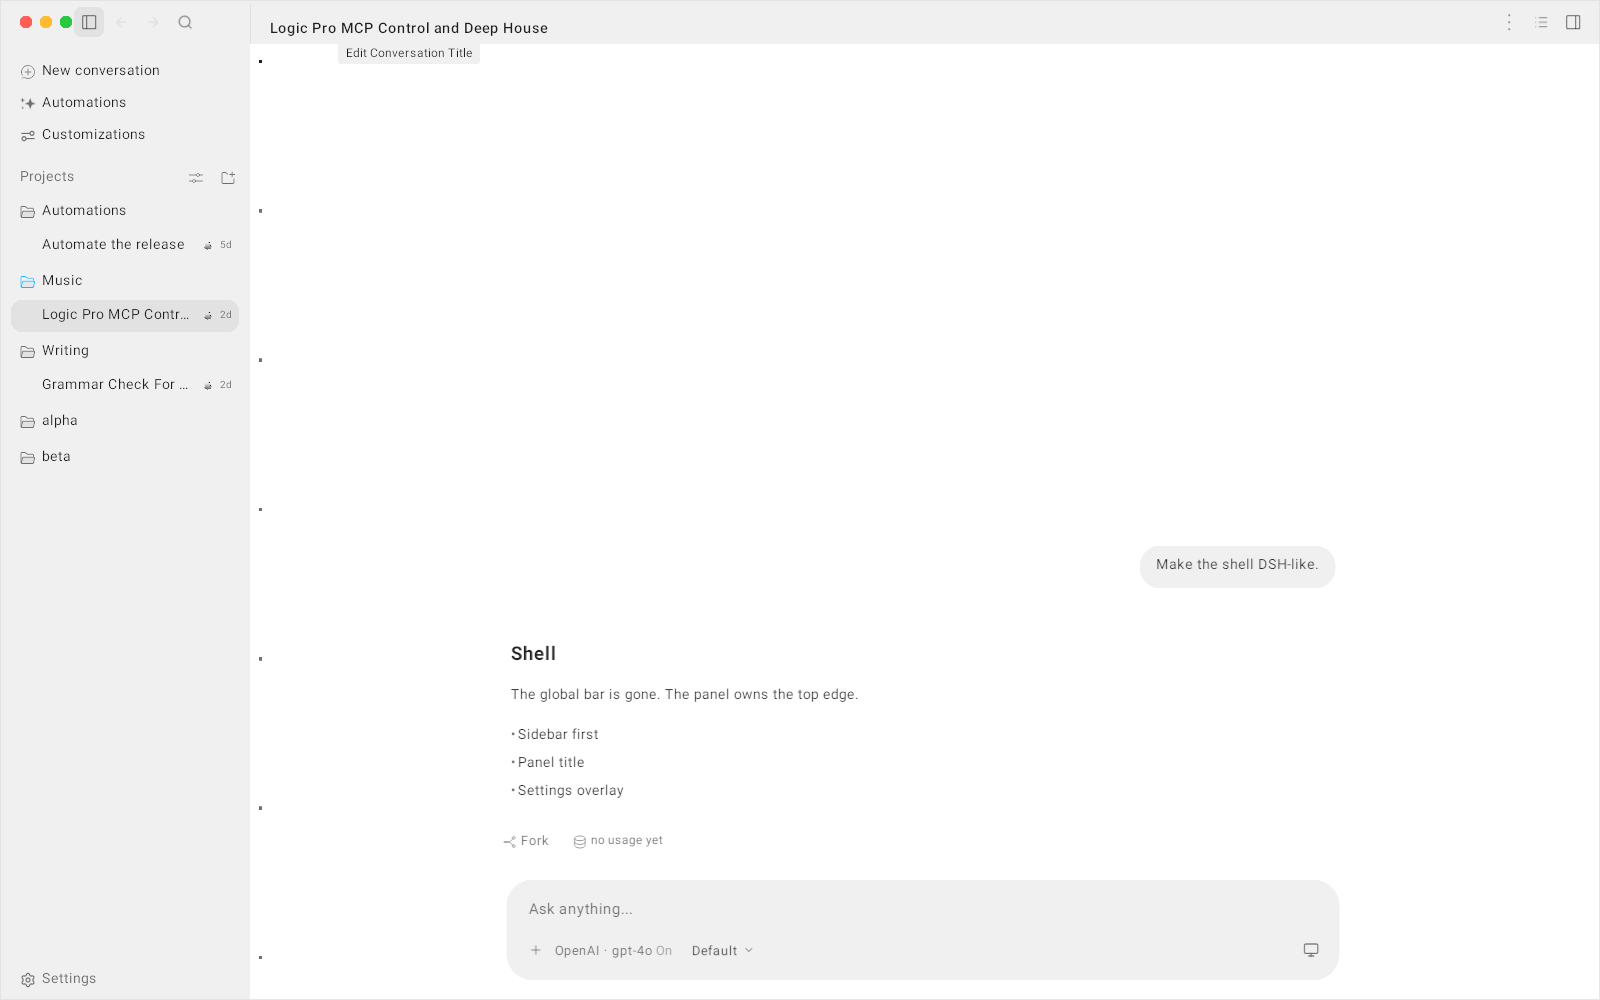 Logic Pro MCP Control and Deep House
Edit Conversation Title
New conversation
Automations
Customizations
Projects
Automations
Automate the release 5d
Music
Logic Pro MCP Contr... 2d
Writing
Grammar Check For ... 2d
alpha
beta
Settings
Make the shell DSH-like.
Shell
The global bar is gone. The panel owns the top edge.
• Sidebar first
• Panel title
• Settings overlay
Fork no usage yet
Ask anything...
OpenAI · gpt-4o On Default